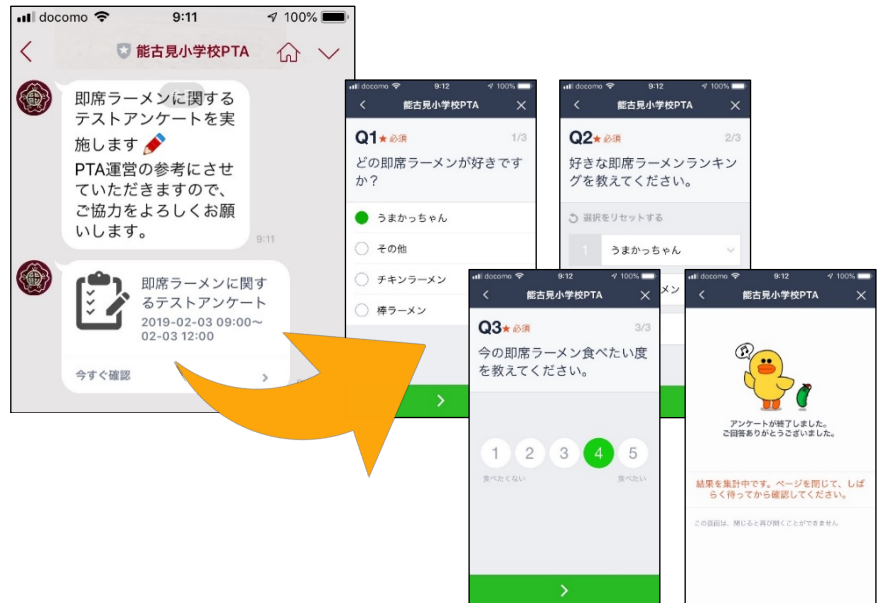 docomo 9:11 100%
能古見小学校PTA
即席ラーメンに関する
テストアンケートを実
施します
PTA運営の参考にさせ
ていただきますので、
ご協力をよろしくお願
いします。
9:11
即席ラーメンに関す
るテストアンケート
2019-02-03 09:00～
02-03 12:00
今すぐ確認
docomo 9:12 100%
能古見小学校PTA
Q1★必須 1/3
どの即席ラーメンが好きです
か？
うまかっちゃん
その他
チキンラーメン
棒ラーメン
docomo 9:12 100%
能古見小学校PTA
Q2★必須 2/3
好きな即席ラーメンランキン
グを教えてください。
選択をリセットする
1 うまかっちゃん
メン
docomo 9:12 100%
能古見小学校PTA
Q3★必須 3/3
今の即席ラーメン食べたい度
を教えてください。
1 2 3 4 5
食べたくない 食べたい
docomo 9:12 100%
能古見小学校PTA
アンケートが終了しました。
ご回答ありがとうございました。
結果を集計中です。ページを閉じて、しば
らく待ってから確認してください。
この画面は、閉じると再び開くことができません